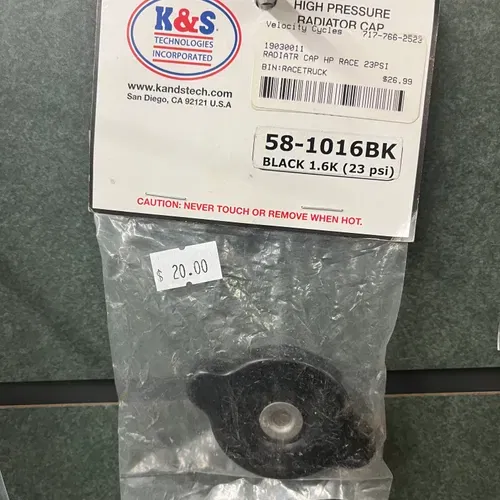 K&S
TECHNOLOGIES
INCORPORATED
®
www.kandstech.com
San Diego, CA 92121 U.S.A
HIGH PRESSURE
RADIATOR CAP
Velocity Cycles 717-766-2523
19030011
RADIATR CAP HP RACE 23PSI
BIN:RACETRUCK $26.99
58-1016BK
BLACK 1.6K (23 psi)
CAUTION: NEVER TOUCH OR REMOVE WHEN HOT.
$ 20.00